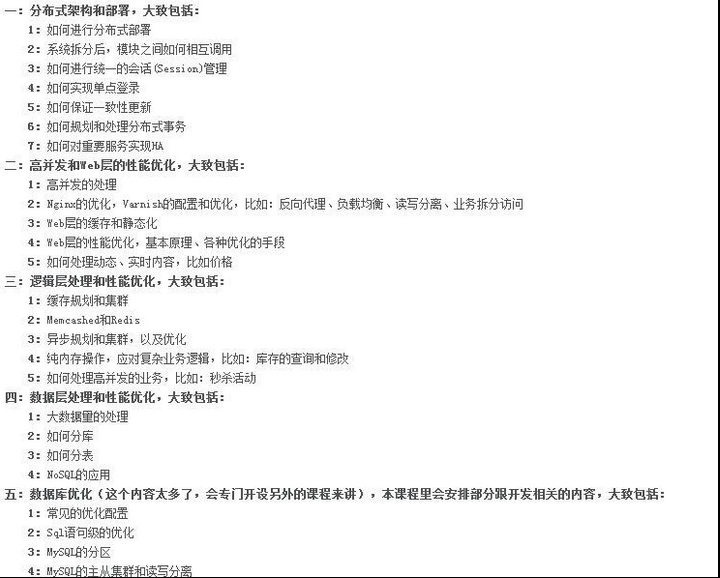 一：分布式架构和部署，大致包括：
1：如何进行分布式部署
2：系统拆分后，模块之间如何相互调用
3：如何进行统一的会话(Session)管理
4：如何实现单点登录
5：如何保证一致性更新
6：如何规划和处理分布式事务
7：如何对重要服务实现HA
二：高并发和Web层的性能优化，大致包括：
1：高并发的处理
2：Nginx的优化，Varnish的配置和优化，比如：反向代理、负载均衡、读写分离、业务拆分访问
3：Web层的缓存和静态化
4：Web层的性能优化，基本原理、各种优化的手段
5：如何处理动态、实时内容，比如价格
三：逻辑层处理和性能优化，大致包括：
1：缓存规划和集群
2：Memcashed和Redis
3：异步规划和集群，以及优化
4：纯内存操作，应对复杂业务逻辑，比如：库存的查询和修改
5：如何处理高并发的业务，比如：秒杀活动
四：数据层处理和性能优化，大致包括：
1：大数据量的处理
2：如何分库
3：如何分表
4：NoSQL的应用
五：数据库优化（这个内容太多了，会专门开设另外的课程来讲），本课程里会安排部分跟开发相关的内容，大致包括：
1：常见的优化配置
2：Sql语句级的优化
3：MySQL的分区
4：MySQL的主从集群和读写分离